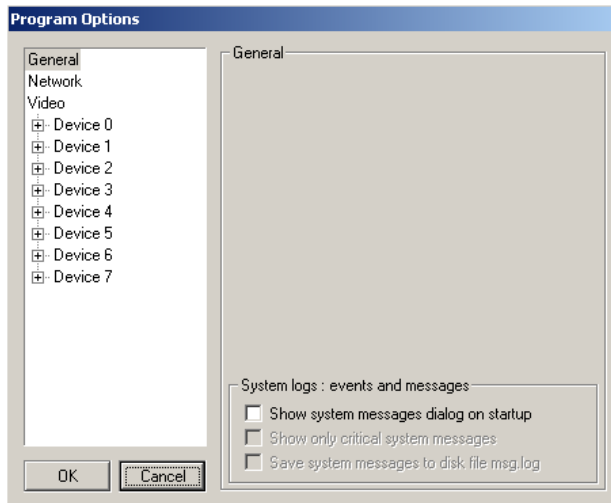 Program Options
General
Network
Video
Device 0
Device 1
Device 2
Device 3
Device 4
Device 5
Device 6
Device 7
General
System logs : events and messages
Show system messages dialog on startup
Show only critical system messages
Save system messages to disk file msg.log
OK
Cancel